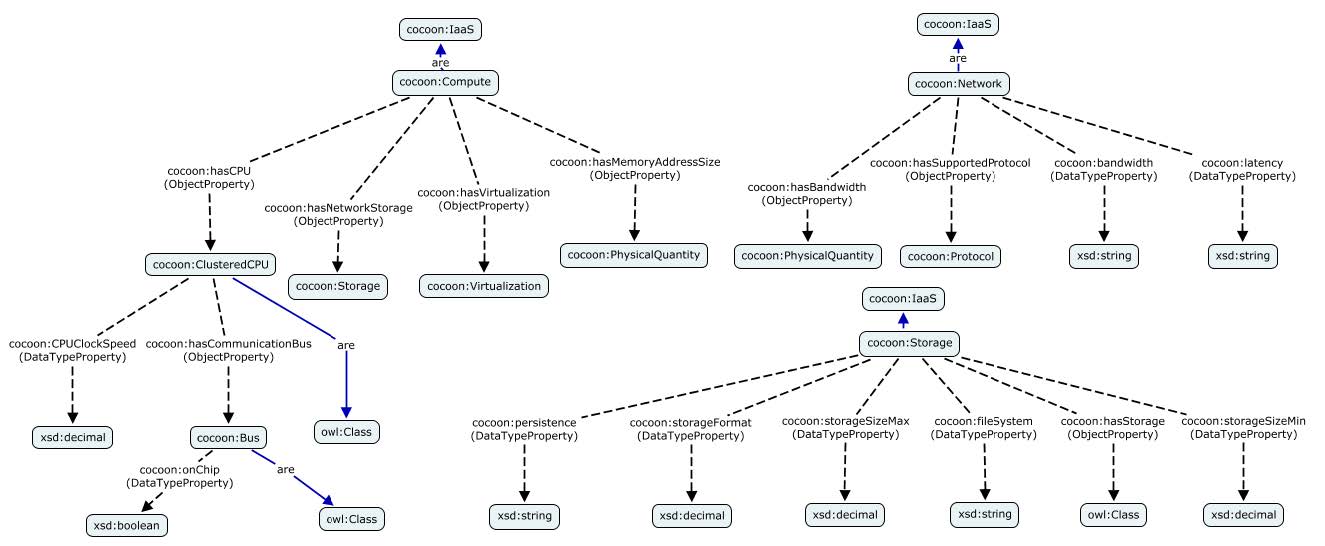 cocoon:IaaS
are
cocoon:Compute
cocoon:hasCPU
(ObjectProperty)
cocoon:hasNetworkStorage
(ObjectProperty)
cocoon:hasVirtualization
(ObjectProperty)
cocoon:hasMemoryAddressSize
(ObjectProperty)
cocoon:ClusteredCPU
cocoon:Storage
cocoon:Virtualization
cocoon:PhysicalQuantity
cocoon:CPUClockSpeed
(DataTypeProperty)
cocoon:hasCommunicationBus
(ObjectProperty)
are
xsd:decimal
cocoon:Bus
owl:Class
cocoon:onChip
(DataTypeProperty)
are
xsd:boolean
owl:Class
cocoon:IaaS
are
cocoon:Network
cocoon:hasBandwidth
(ObjectProperty)
cocoon:hasSupportedProtocol
(ObjectProperty)
cocoon:bandwidth
(DataTypeProperty)
cocoon:latency
(DataTypeProperty)
cocoon:PhysicalQuantity
cocoon:Protocol
xsd:string
xsd:string
cocoon:IaaS
cocoon:Storage
cocoon:persistence
(DataTypeProperty)
cocoon:storageFormat
(DataTypeProperty)
cocoon:storageSizeMax
(DataTypeProperty)
cocoon:fileSystem
(DataTypeProperty)
cocoon:hasStorage
(ObjectProperty)
cocoon:storageSizeMin
(DataTypeProperty)
xsd:string
xsd:decimal
xsd:decimal
xsd:string
owl:Class
xsd:decimal